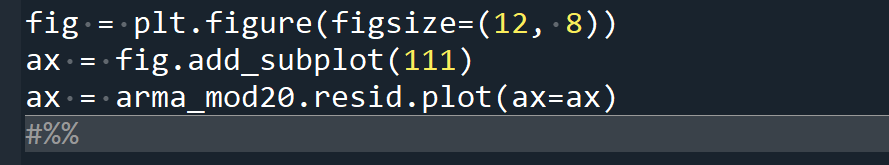 fig = plt.figure(figsize=(12, 8))
ax = fig.add_subplot(111)
ax = arma_mod20.resid.plot(ax=ax)
#%%